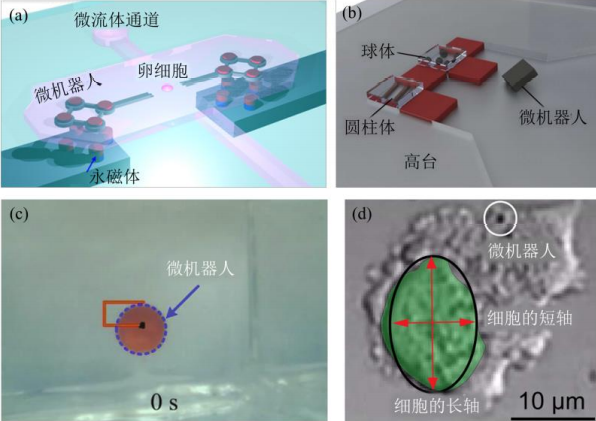 (a)
微流体通道
微机器人
卵细胞
永磁体
(b)
球体
圆柱体
微机器人
高台
(c)
微机器人
0 s
(d)
微机器人
细胞的短轴
细胞的长轴
10 μm